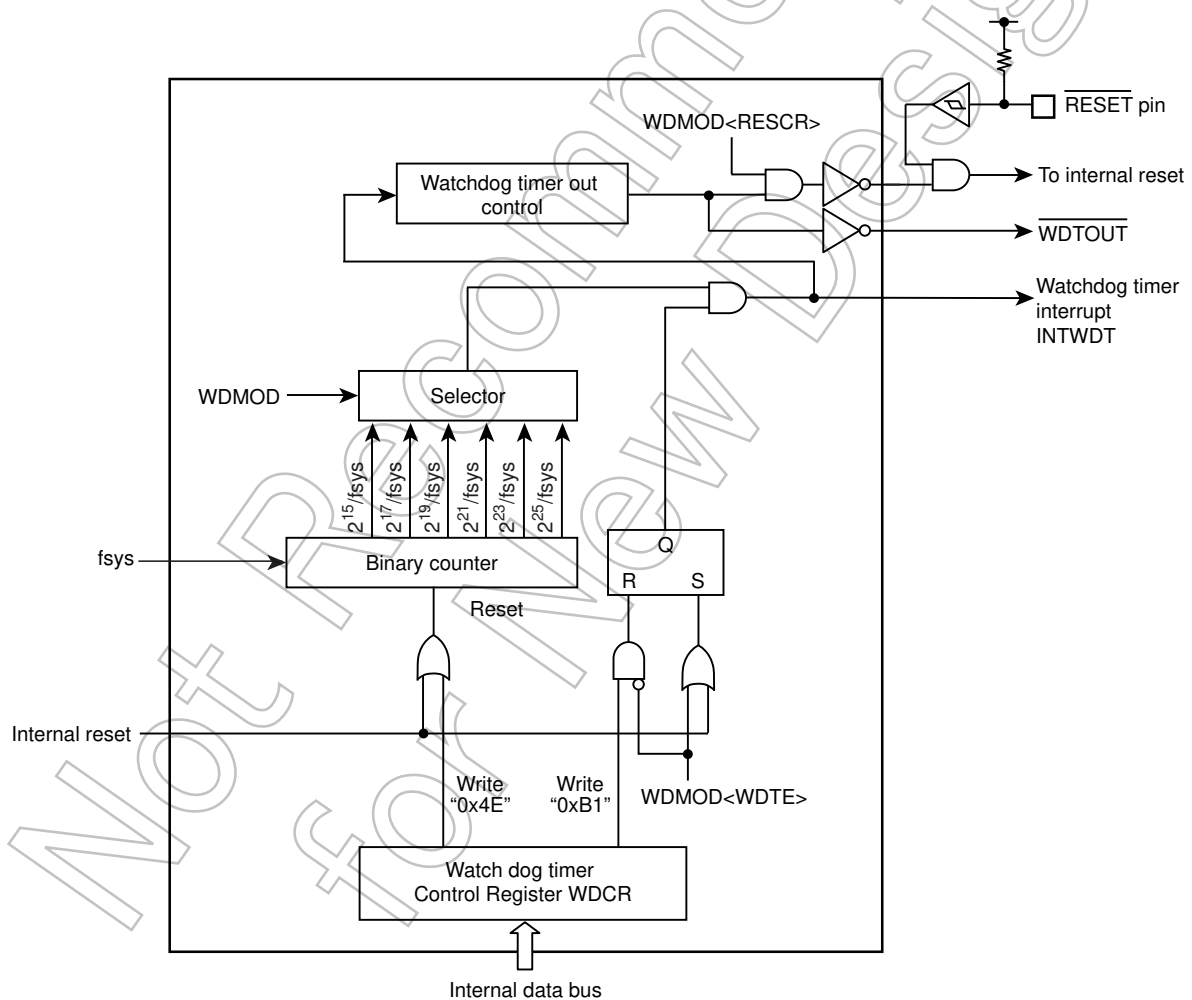 WDMOD<RESCR>
RESET pin
Watchdog timer out
control
To internal reset
WDTOUT
Watchdog timer
interrupt
INTWDT
WDMOD
Selector
2^15/fsys
2^17/fsys
2^19/fsys
2^21/fsys
2^23/fsys
2^25/fsys
fsys
Binary counter
Q
R S
Reset
Internal reset
Write
“0x4E”
Write
“0xB1”
WDMOD<WDTE>
Watch dog timer
Control Register WDCR
Internal data bus
Not Recommended
for New Design